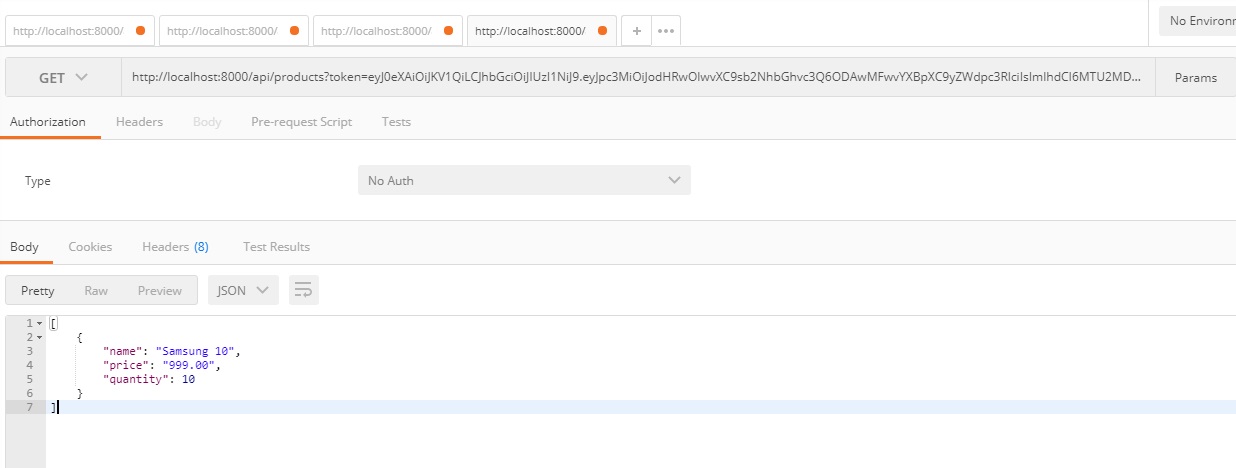 http://localhost:8000/ http://localhost:8000/ http://localhost:8000/ http://localhost:8000/ + ••• No Environm
GET http://localhost:8000/api/products?token=eyJ0eXAiOiJKV1QiLCJhbGciOiJIUzI1NiJ9.eyJpc3MiOiJodHRwOlwvXC9sb2NhbGhvc3Q6ODAwMFwvYXBpXC9yZWdpc3RlciIsImlhdCI6MTU2MD... Params
Authorization Headers Body Pre-request Script Tests
Type No Auth
Body Cookies Headers (8) Test Results
Pretty Raw Preview JSON
1 [
2 {
3 "name": "Samsung 10",
4 "price": "999.00",
5 "quantity": 10
6 }
7 ]